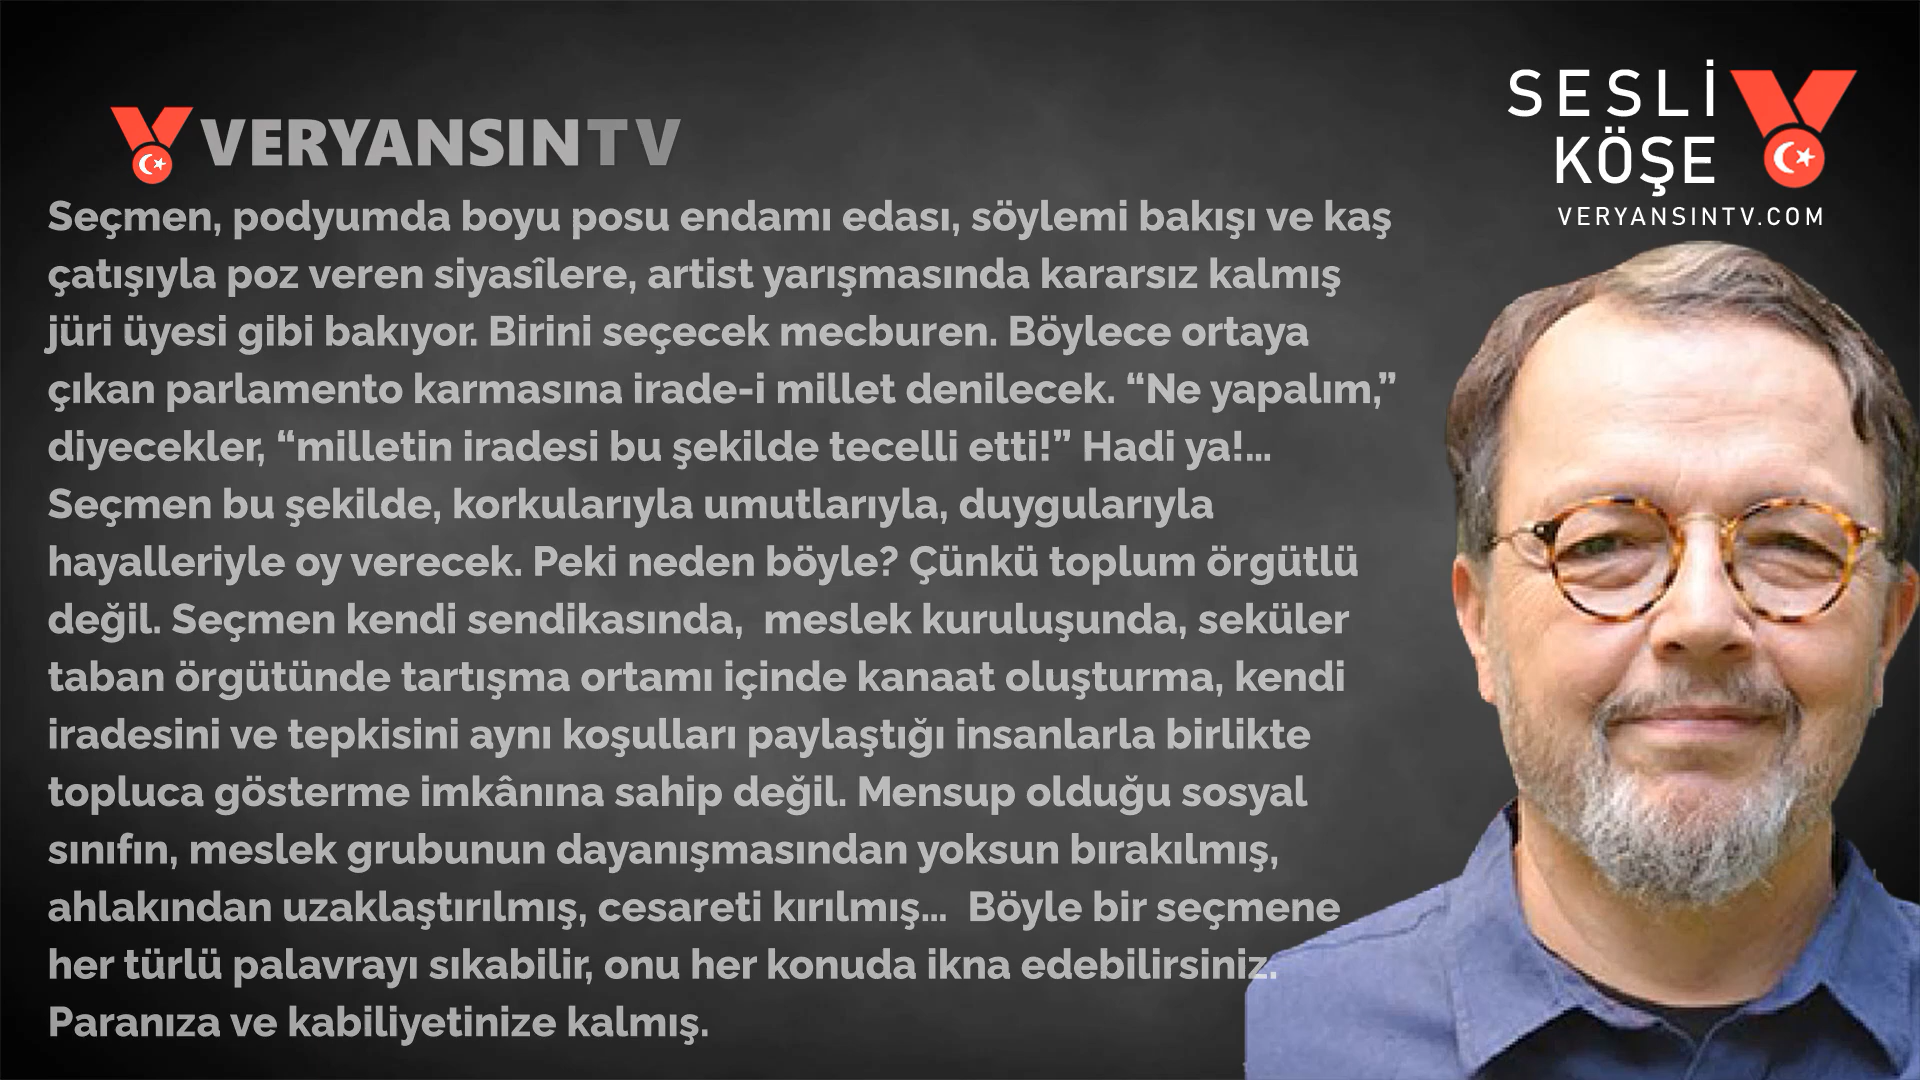 VERYANSINTV
SESLİ
KÖŞE
VERYANSINTV.COM
Seçmen, podyumda boyu posu endamı edası, söylemi bakışı ve kaş
çatışıyla poz veren siyasîlere, artist yarışmasında kararsız kalmış
jüri üyesi gibi bakıyor. Birini seçecek mecburen. Böylece ortaya
çıkan parlamento karmasına irade-i millet denilecek. “Ne yapalım,”
diyecekler, “milletin iradesi bu şekilde tecelli etti!” Hadi ya!...
Seçmen bu şekilde, korkularıyla umutlarıyla, duygularıyla
hayalleriyle oy verecek. Peki neden böyle? Çünkü toplum örgütlü
değil. Seçmen kendi sendikasında,  meslek kuruluşunda, seküler
taban örgütünde tartışma ortamı içinde kanaat oluşturma, kendi
iradesini ve tepkisini aynı koşulları paylaştığı insanlarla birlikte
topluca gösterme imkânına sahip değil. Mensup olduğu sosyal
sınıfın, meslek grubunun dayanışmasından yoksun bırakılmış,
ahlakından uzaklaştırılmış, cesareti kırılmış...  Böyle bir seçmene
her türlü palavrayı sıkabilir, onu her konuda ikna edebilirsiniz.
Paranıza ve kabiliyetinize kalmış.